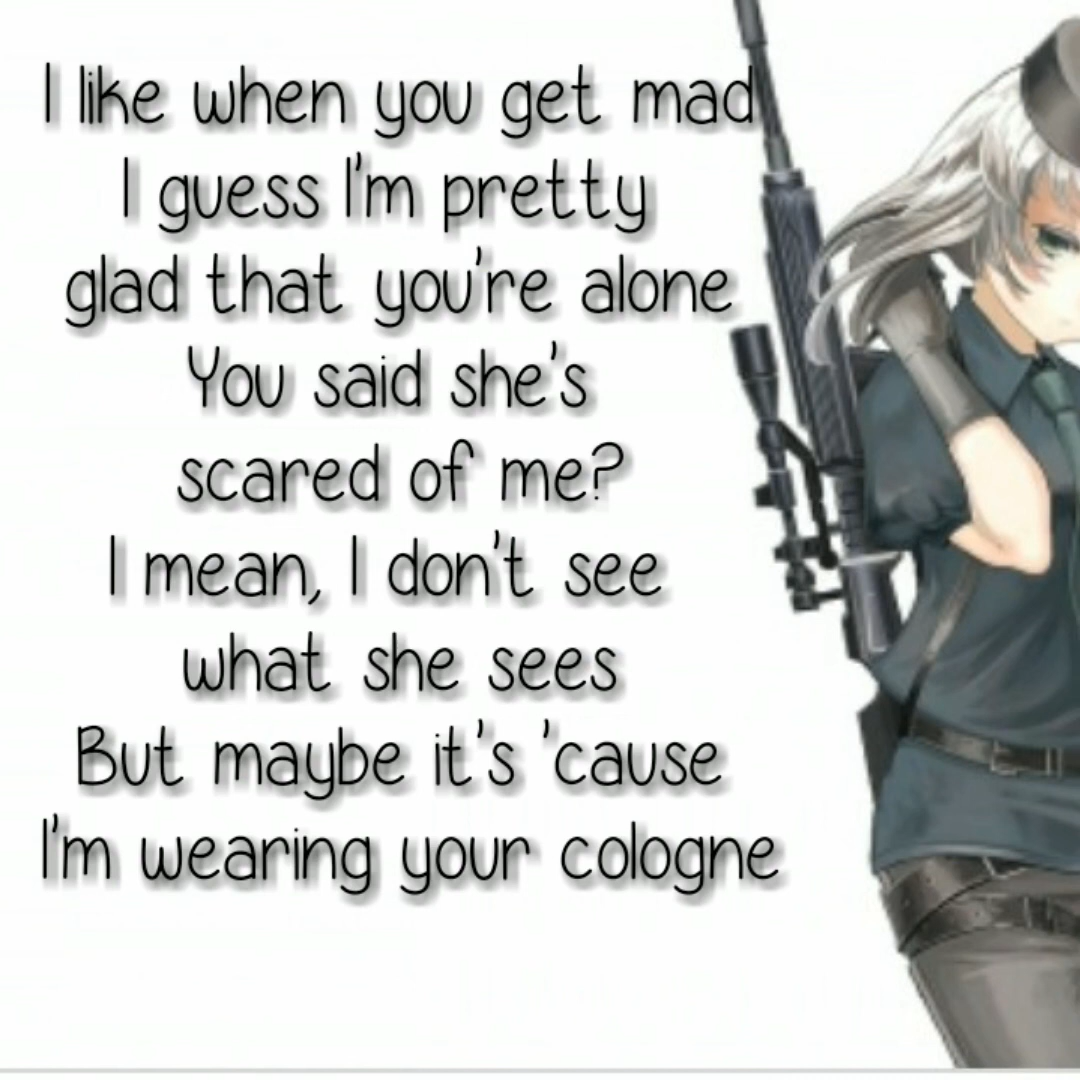 I like when you get mad
I guess I'm pretty
glad that you're alone
You said she's
scared of me?
I mean, I don't see
what she sees
But maybe it's 'cause
I'm wearing your cologne